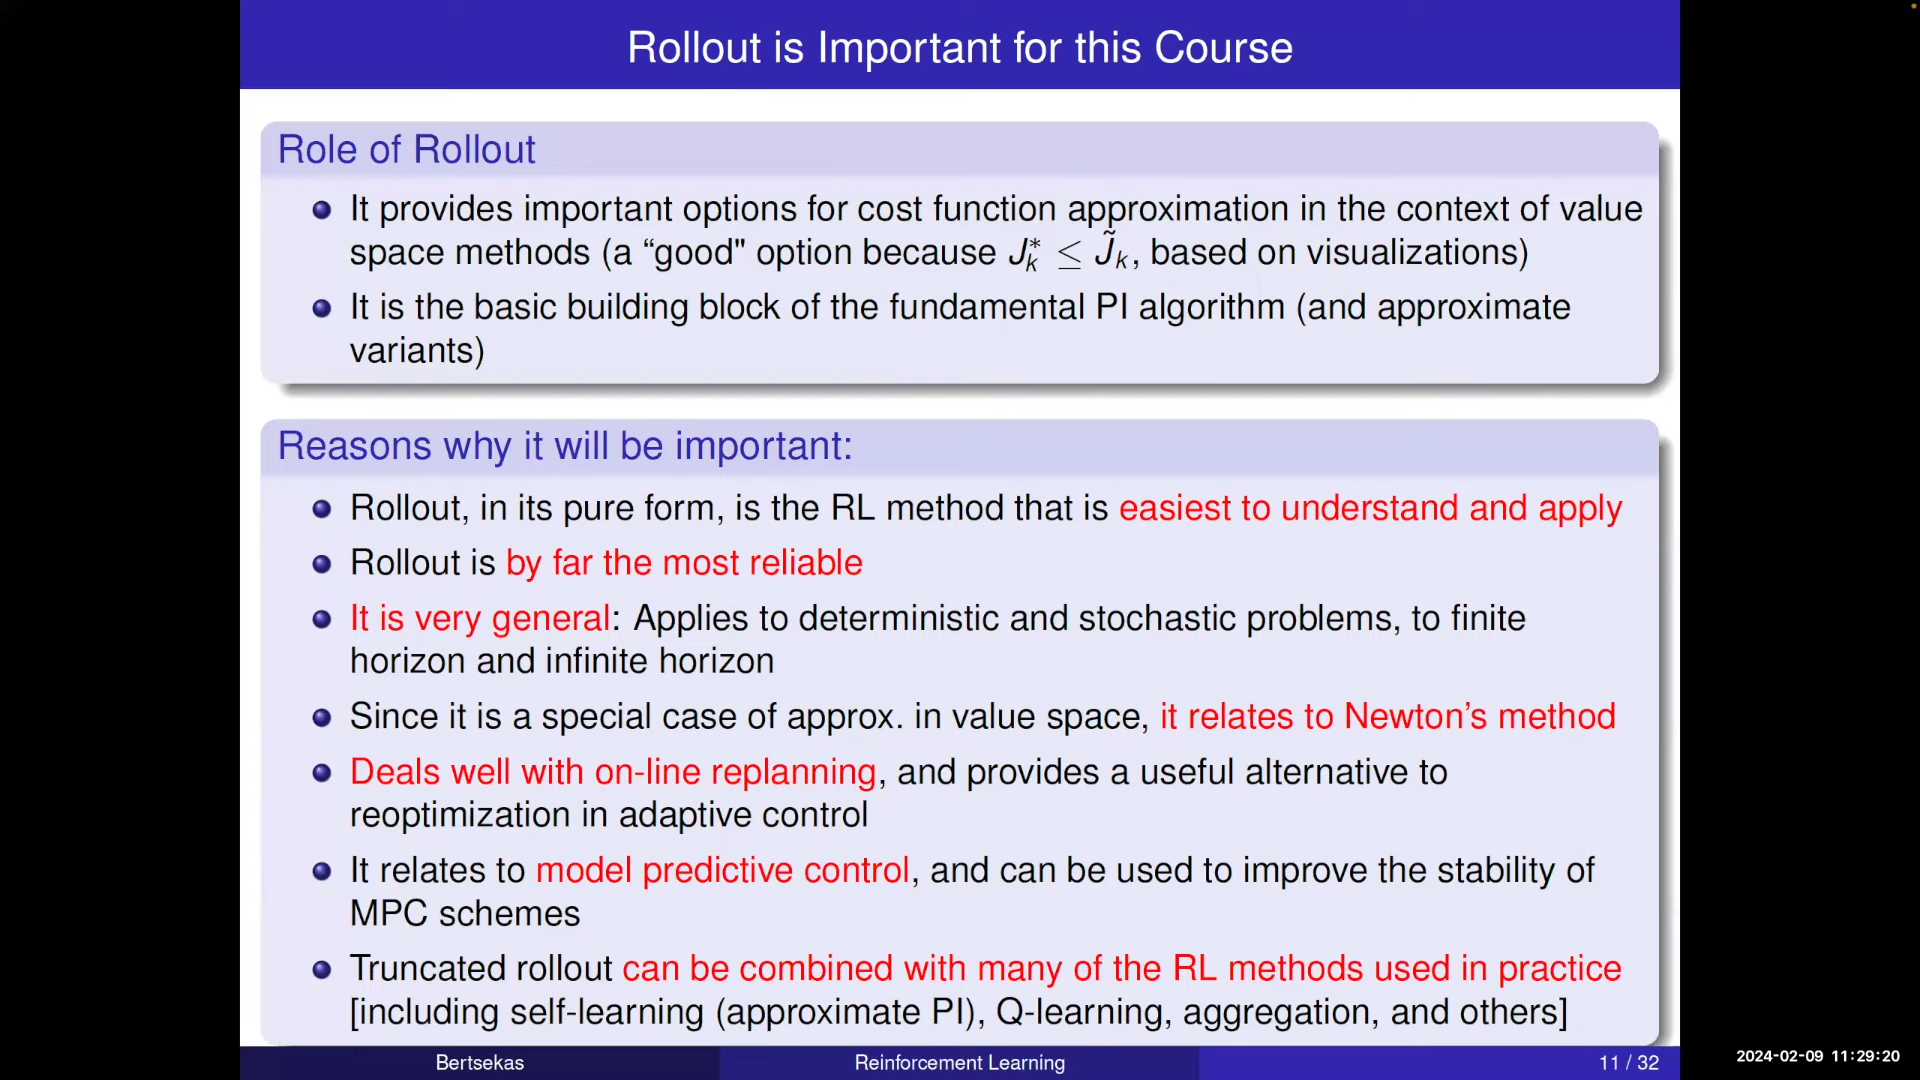 Rollout is Important for this Course
Role of Rollout
It provides important options for cost function approximation in the context of value
space methods (a “good" option because J*ₖ ≤ J̃ₖ, based on visualizations)
It is the basic building block of the fundamental PI algorithm (and approximate
variants)
Reasons why it will be important:
Rollout, in its pure form, is the RL method that is easiest to understand and apply
Rollout is by far the most reliable
It is very general: Applies to deterministic and stochastic problems, to finite
horizon and infinite horizon
Since it is a special case of approx. in value space, it relates to Newton's method
Deals well with on-line replanning, and provides a useful alternative to
reoptimization in adaptive control
It relates to model predictive control, and can be used to improve the stability of
MPC schemes
Truncated rollout can be combined with many of the RL methods used in practice
[including self-learning (approximate PI), Q-learning, aggregation, and others]
Bertsekas
Reinforcement Learning
11 / 32
2024-02-09 11:29:20